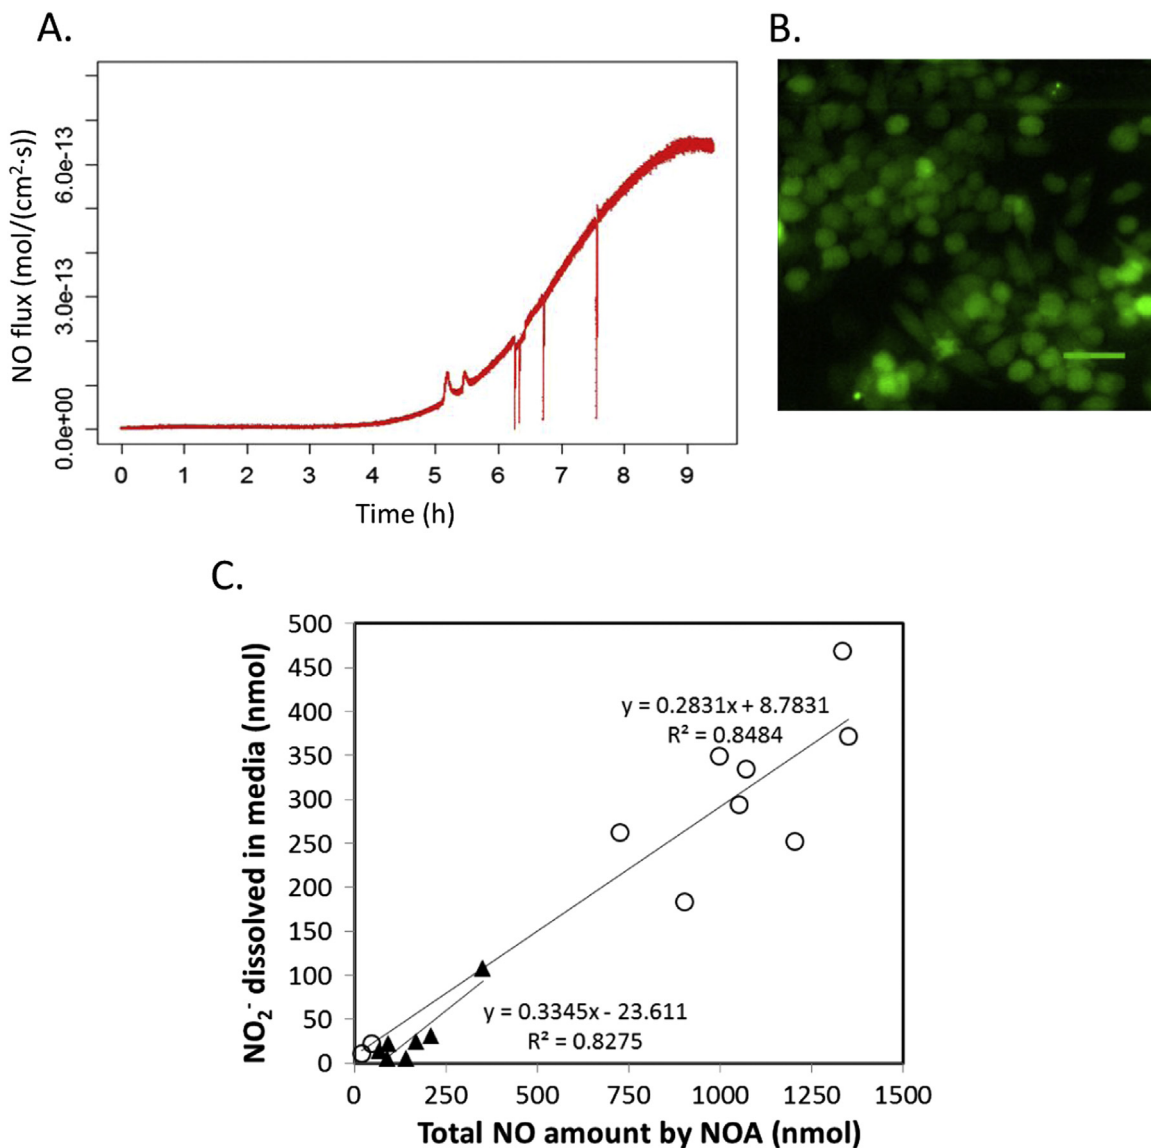 A.
B.
NO flux (mol/(cm²·s))
6.0e-13
3.0e-13
0.0e+00
0 1 2 3 4 5 6 7 8 9
Time (h)
C.
NO₂⁻ dissolved in media (nmol)
500
450
400
350
300
250
200
150
100
50
0
y = 0.2831x + 8.7831
R² = 0.8484
y = 0.3345x - 23.611
R² = 0.8275
0 250 500 750 1000 1250 1500
Total NO amount by NOA (nmol)